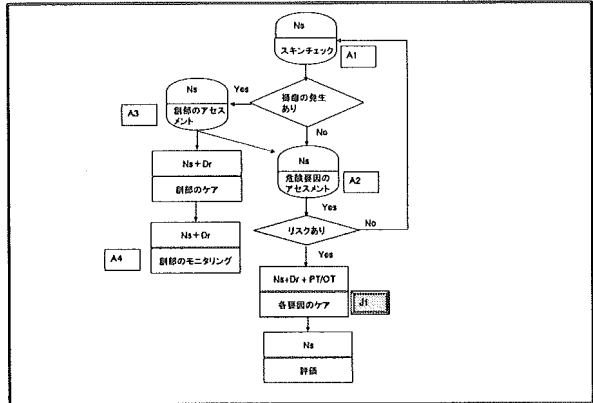 Ns
スキンチェック
A1
Ns
Yes
褥瘡の発生
あり
A3
創部のアセス
メント
No
Ns
Ns+Dr
危険要因の
アセスメント
A2
創部のケア
Yes
Ns+Dr
リスクあり
No
A4
創部のモニタリング
Yes
Ns+Dr + PT/OT
各要因のケア
J1
Ns
評価